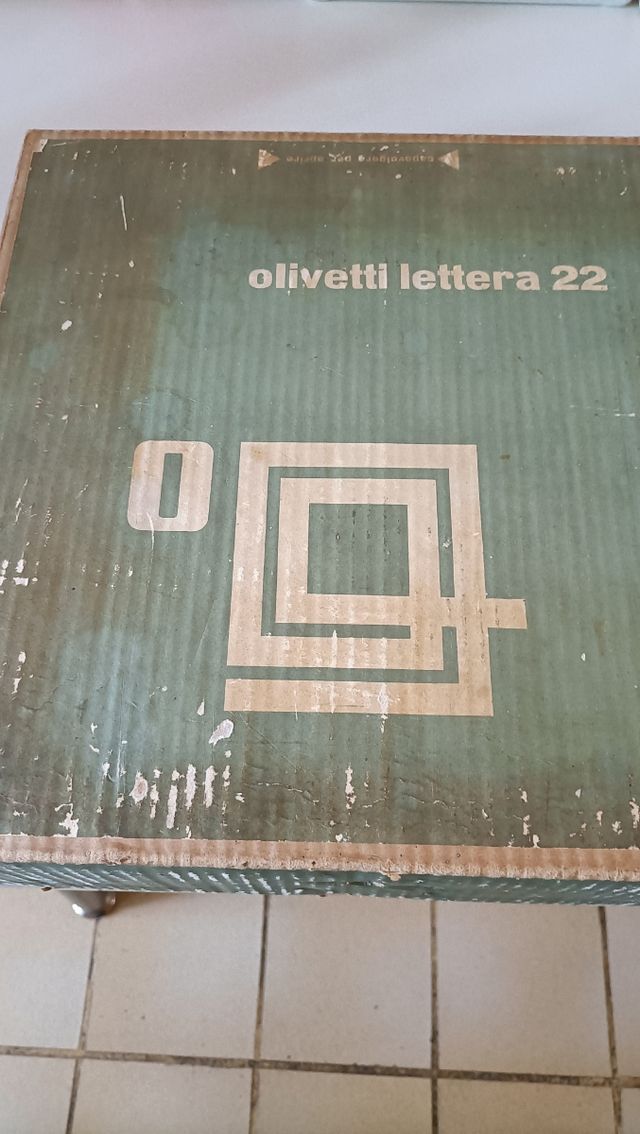 capovolgere per aprire
olivetti lettera 22
O